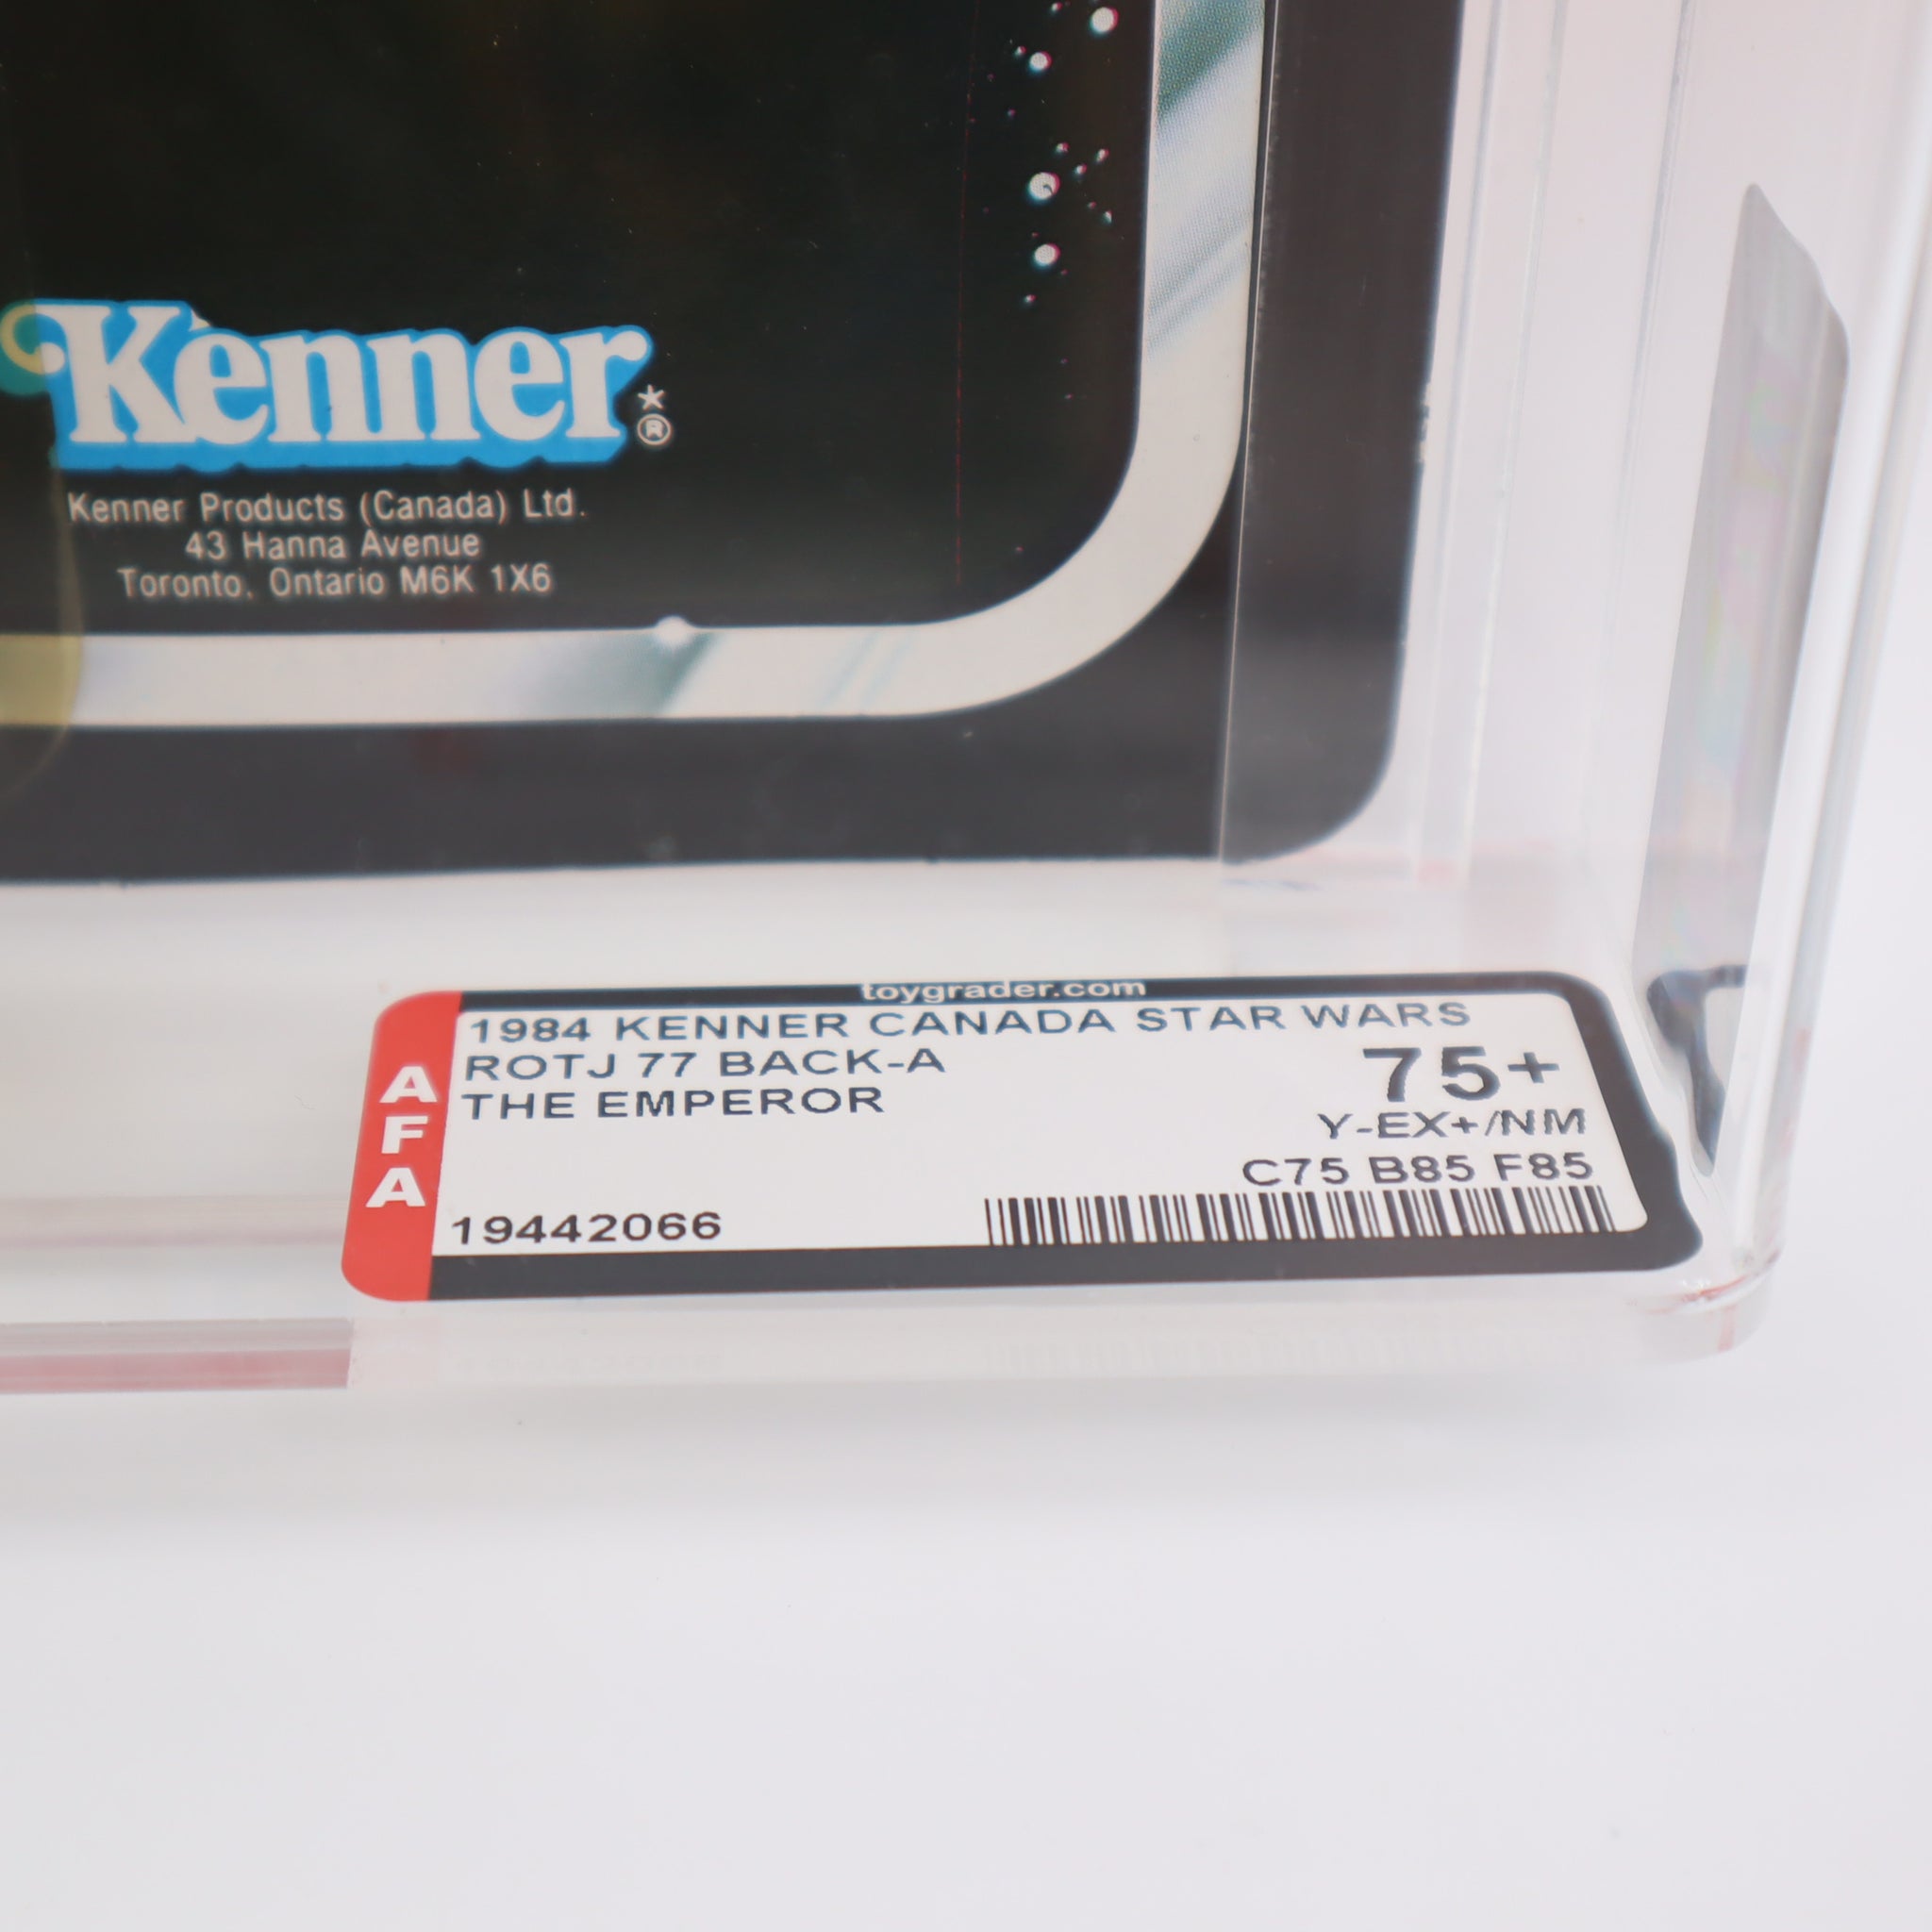 Kenner
*®
Kenner Products (Canada) Ltd.
43 Hanna Avenue
Toronto, Ontario M6K 1X6
toygrader.com
AFA
1984 KENNER CANADA STAR WARS
ROTJ 77 BACK-A
THE EMPEROR
75+
Y-EX+/NM
C75 B85 F85
19442066